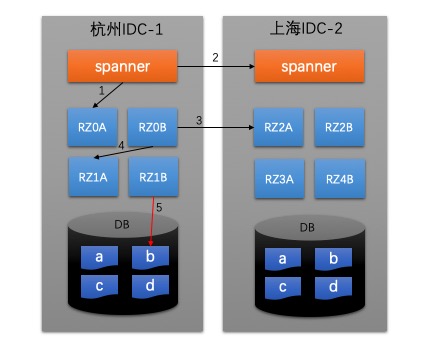 杭州IDC-1
上海IDC-2
spanner
2
spanner
1
RZ0A
RZ0B
3
RZ2A
RZ2B
4
RZ1A
RZ1B
RZ3A
RZ4B
5
DB
DB
a
b
a
b
c
d
c
d